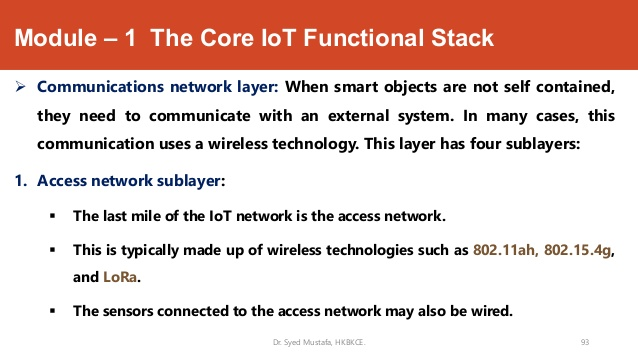 Module – 1 The Core IoT Functional Stack
➢ Communications network layer: When smart objects are not self contained,
they need to communicate with an external system. In many cases, this
communication uses a wireless technology. This layer has four sublayers:
1. Access network sublayer:
▪ The last mile of the IoT network is the access network.
▪ This is typically made up of wireless technologies such as 802.11ah, 802.15.4g,
and LoRa.
▪ The sensors connected to the access network may also be wired.
Dr. Syed Mustafa, HKBKCE. 93